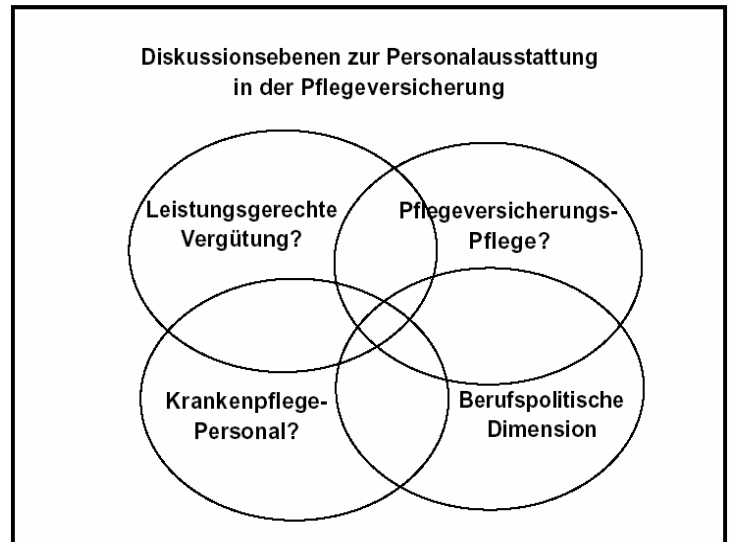 Diskussionsebenen zur Personalausstattung
in der Pflegeversicherung
Leistungsgerechte
Vergütung?
Pflegeversicherungs-
Pflege?
Krankenpflege-
Personal?
Berufspolitische
Dimension